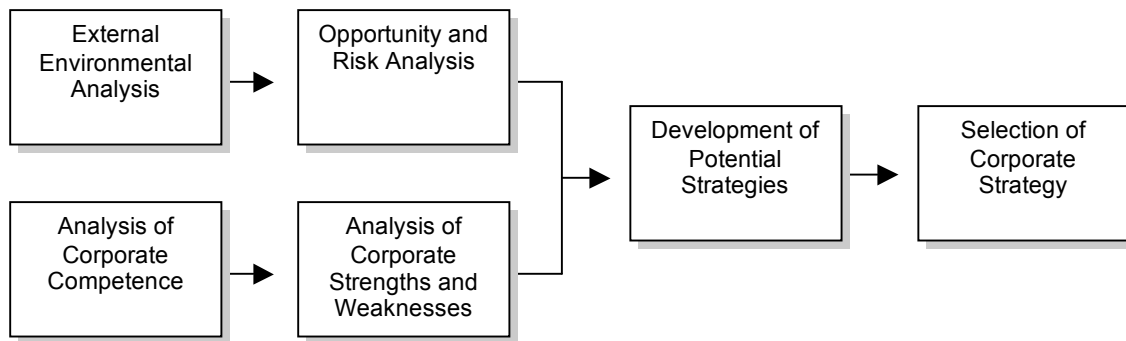 External
Environmental
Analysis
Opportunity and
Risk Analysis
Analysis of
Corporate
Competence
Analysis of
Corporate
Strengths and
Weaknesses
Development of
Potential
Strategies
Selection of
Corporate
Strategy